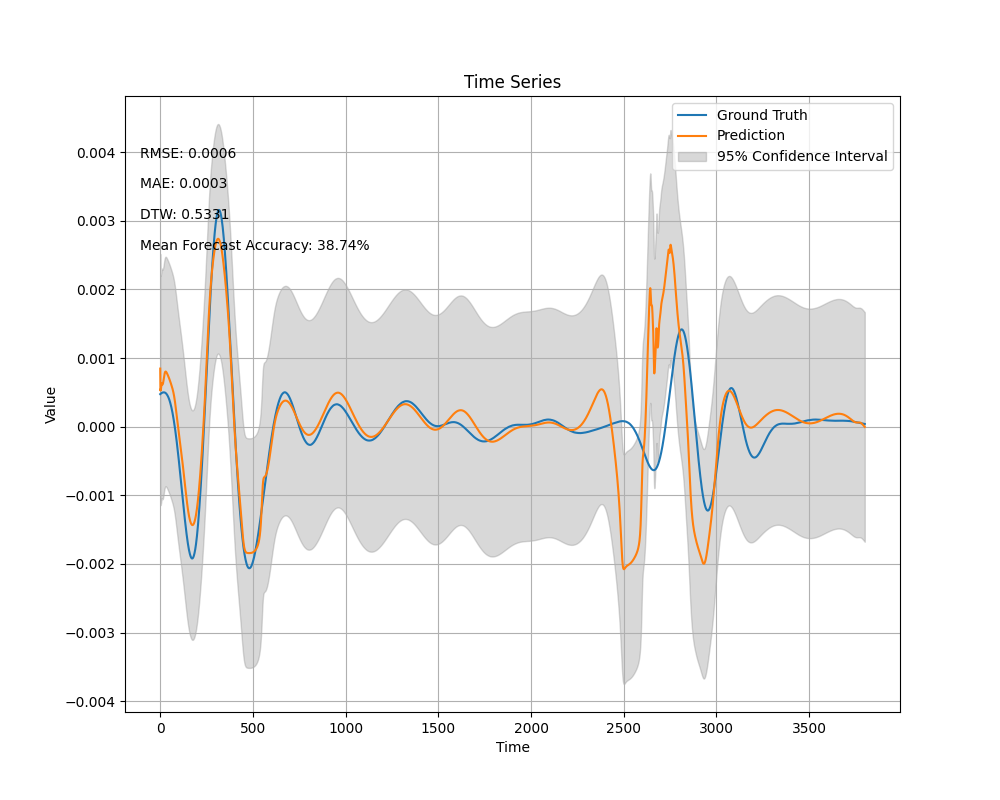 Time Series
Ground Truth
Prediction
95% Confidence Interval
RMSE: 0.0006
MAE: 0.0003
DTW: 0.5331
Mean Forecast Accuracy: 38.74%
Value
0.004
0.003
0.002
0.001
0.000
−0.001
−0.002
−0.003
−0.004
0 500 1000 1500 2000 2500 3000 3500
Time